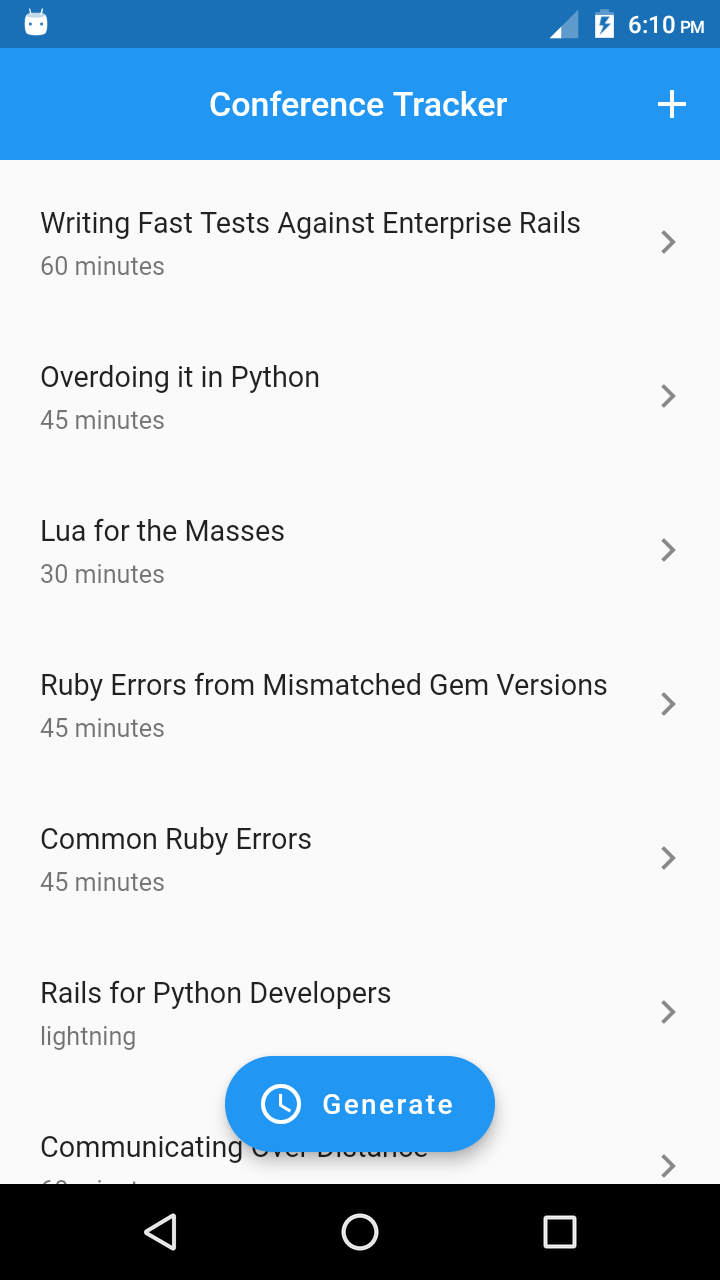 6:10 PM
Conference Tracker
Writing Fast Tests Against Enterprise Rails
60 minutes
Overdoing it in Python
45 minutes
Lua for the Masses
30 minutes
Ruby Errors from Mismatched Gem Versions
45 minutes
Common Ruby Errors
45 minutes
Rails for Python Developers
lightning
Generate
Communicating Over Distance